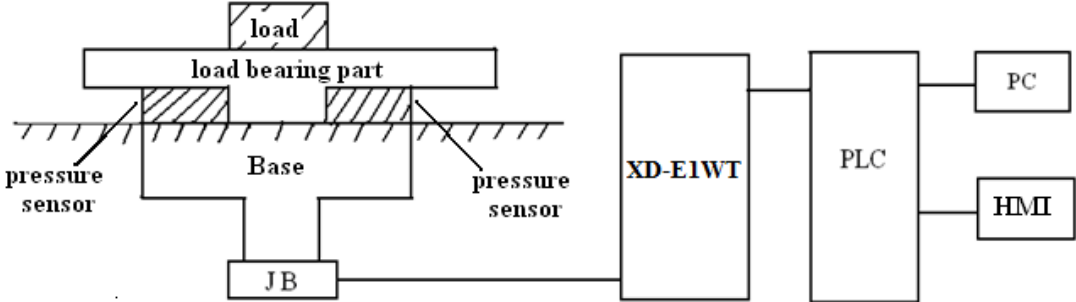 load
load bearing part
pressure
sensor
Base
pressure
sensor
JB
XD-E1WT
PLC
PC
HMI